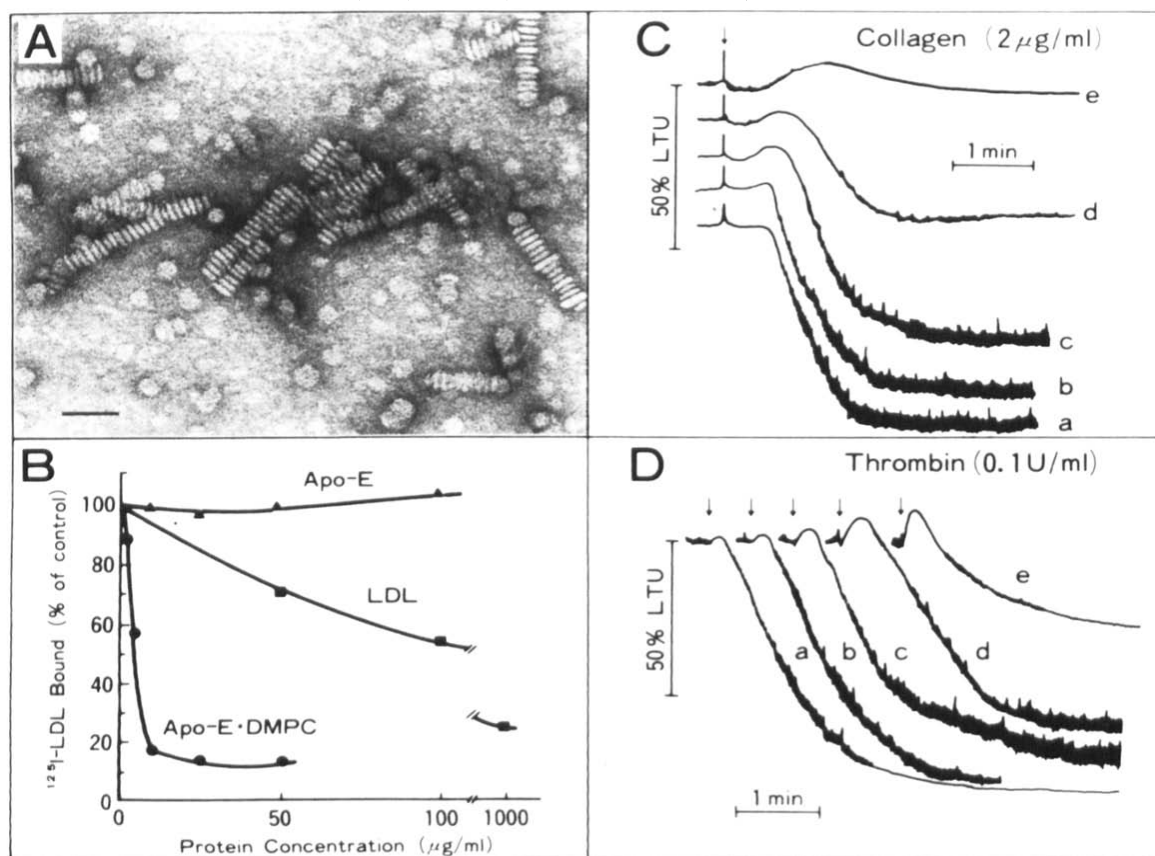 A
B
¹²⁵I-LDL Bound (% of control)
100
80
60
40
20
0
Apo-E
LDL
Apo-E·DMPC
0
50
100
1000
Protein Concentration (μg/ml)
C
Collagen (2μg/ml)
50% LTU
1 min
e
d
c
b
a
D
Thrombin (0.1U/ml)
50% LTU
a
b
c
d
e
1 min